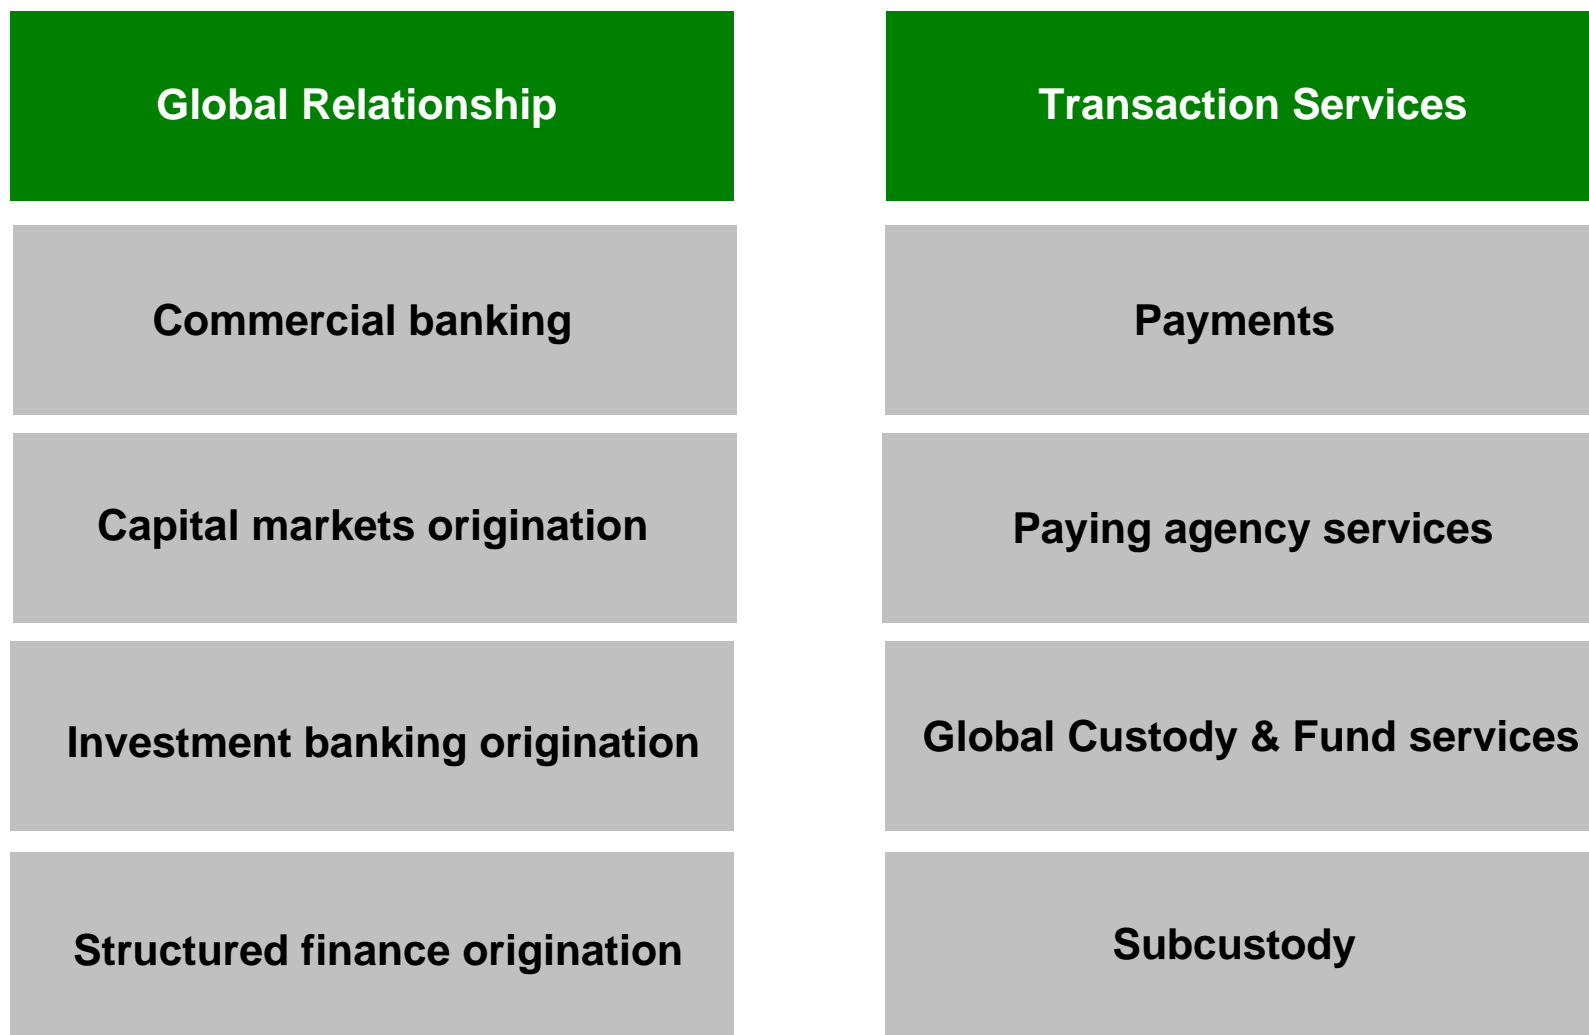 Global Relationship
Transaction Services
Commercial banking
Payments
Capital markets origination
Paying agency services
Investment banking origination
Global Custody & Fund services
Structured finance origination
Subcustody